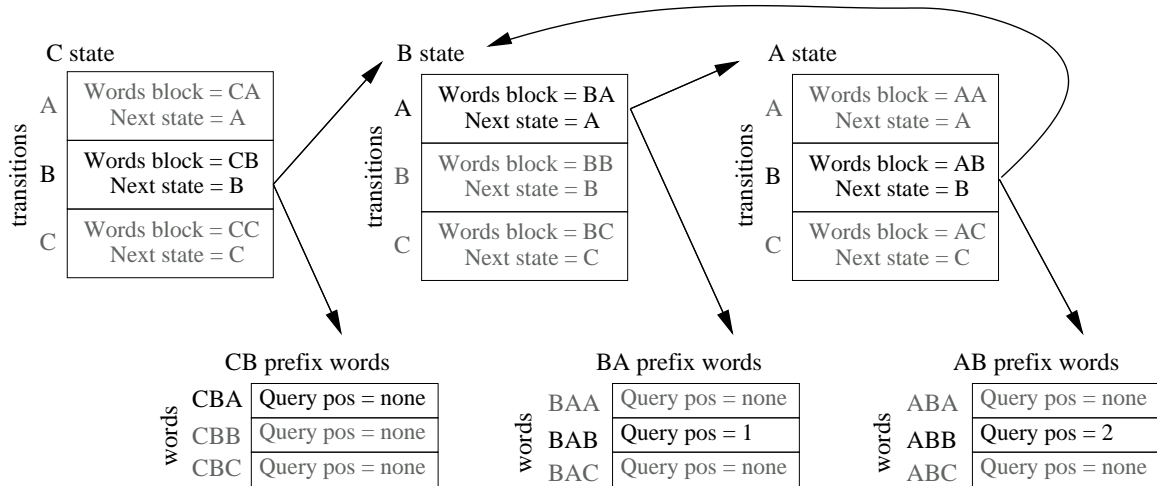 C state
B state
A state
transitions
A
Words block = CA
Next state = A
B
Words block = CB
Next state = B
C
Words block = CC
Next state = C
transitions
A
Words block = BA
Next state = A
B
Words block = BB
Next state = B
C
Words block = BC
Next state = C
transitions
A
Words block = AA
Next state = A
B
Words block = AB
Next state = B
C
Words block = AC
Next state = C
CB prefix words
words
CBA Query pos = none
CBB Query pos = none
CBC Query pos = none
BA prefix words
words
BAA Query pos = none
BAB Query pos = 1
BAC Query pos = none
AB prefix words
words
ABA Query pos = none
ABB Query pos = 2
ABC Query pos = none